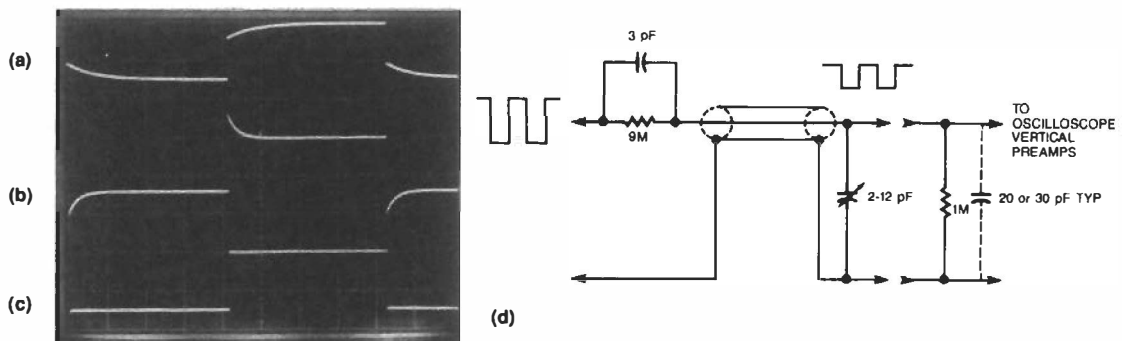 (a)
(b)
(c)
3 pF
9M
2-12 pF
1M
20 or 30 pF TYP
TO
OSCILLOSCOPE
VERTICAL
PREAMPS
(d)